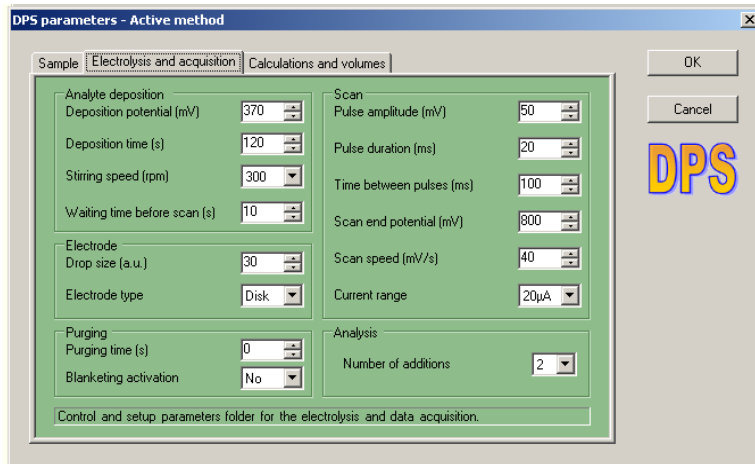 DPS parameters - Active method
Sample
Electrolysis and acquisition
Calculations and volumes
OK
Cancel
DPS
Analyte deposition
Deposition potential (mV) 370
Deposition time (s) 120
Stirring speed (rpm) 300
Waiting time before scan (s) 10
Electrode
Drop size (a.u.) 30
Electrode type Disk
Purging
Purging time (s) 0
Blanketing activation No
Scan
Pulse amplitude (mV) 50
Pulse duration (ms) 20
Time between pulses (ms) 100
Scan end potential (mV) 800
Scan speed (mV/s) 40
Current range 20µA
Analysis
Number of additions 2
Control and setup parameters folder for the electrolysis and data acquisition.